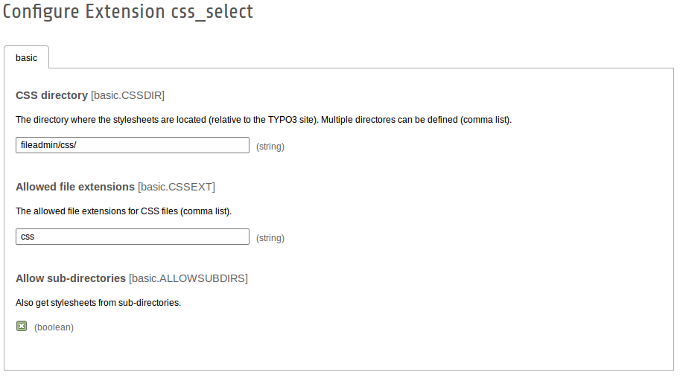 Configure Extension css_select
basic
CSS directory [basic.CSSDIR]
The directory where the stylesheets are located (relative to the TYPO3 site). Multiple directores can be defined (comma list).
fileadmin/css/ (string)
Allowed file extensions [basic.CSSEXT]
The allowed file extensions for CSS files (comma list).
css (string)
Allow sub-directories [basic.ALLOWSUBDIRS]
Also get stylesheets from sub-directories.
(boolean)